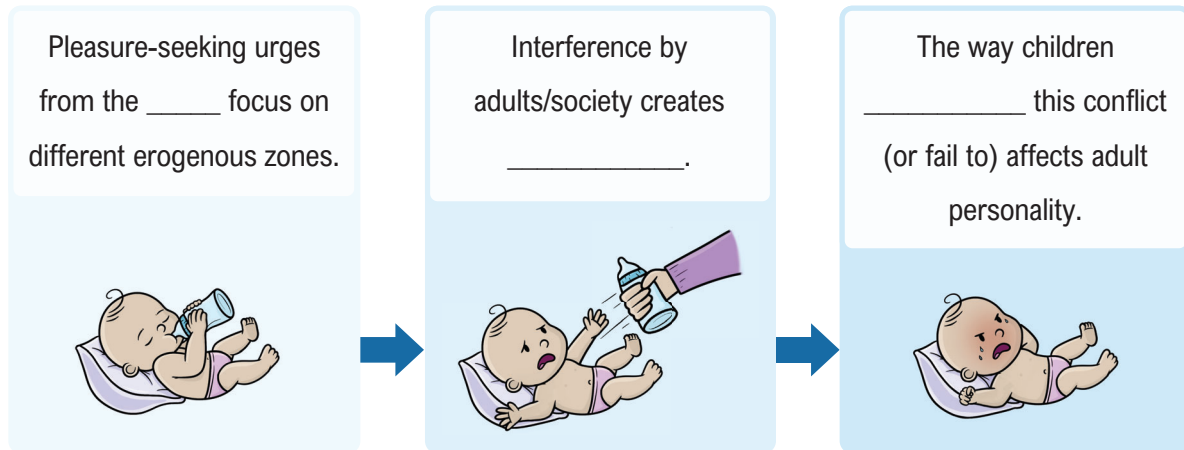 Pleasure-seeking urges
from the _____ focus on
different erogenous zones.
Interference by
adults/society creates
____________.
The way children
___________ this conflict
(or fail to) affects adult
personality.